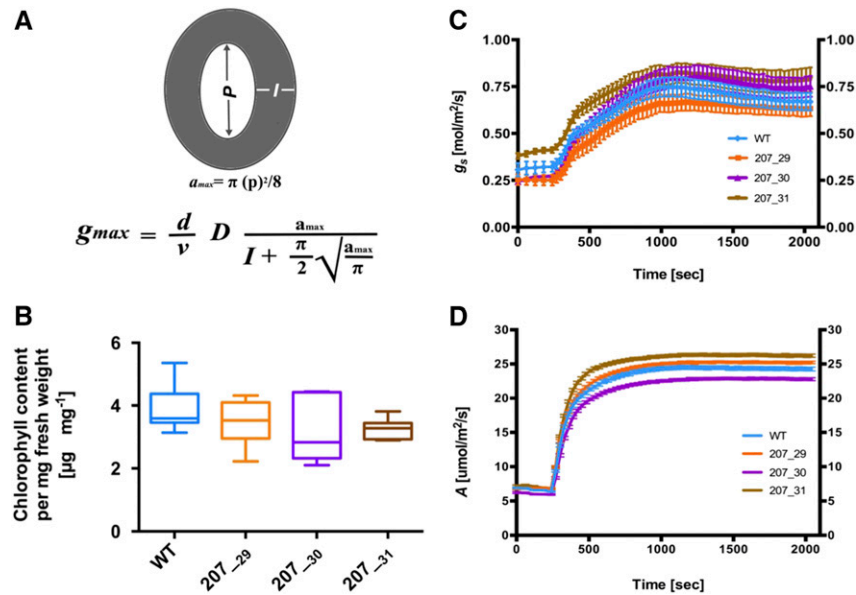 A
P
I
amax= π (p)²/8
gmax = d/v D amax / I + π/2 √ amax/π
B
Chlorophyll content
per mg fresh weight
[µg mg⁻¹]
6
4
2
0
WT
207_29
207_30
207_31
C
gs [mol/m²/s]
1.00
0.75
0.50
0.25
0.00
1.00
0.75
0.50
0.25
0.00
WT
207_29
207_30
207_31
0 500 1000 1500 2000
Time [sec]
D
A [umol/m²/s]
30
25
20
15
10
5
0
30
25
20
15
10
5
0
WT
207_29
207_30
207_31
0 500 1000 1500 2000
Time [sec]